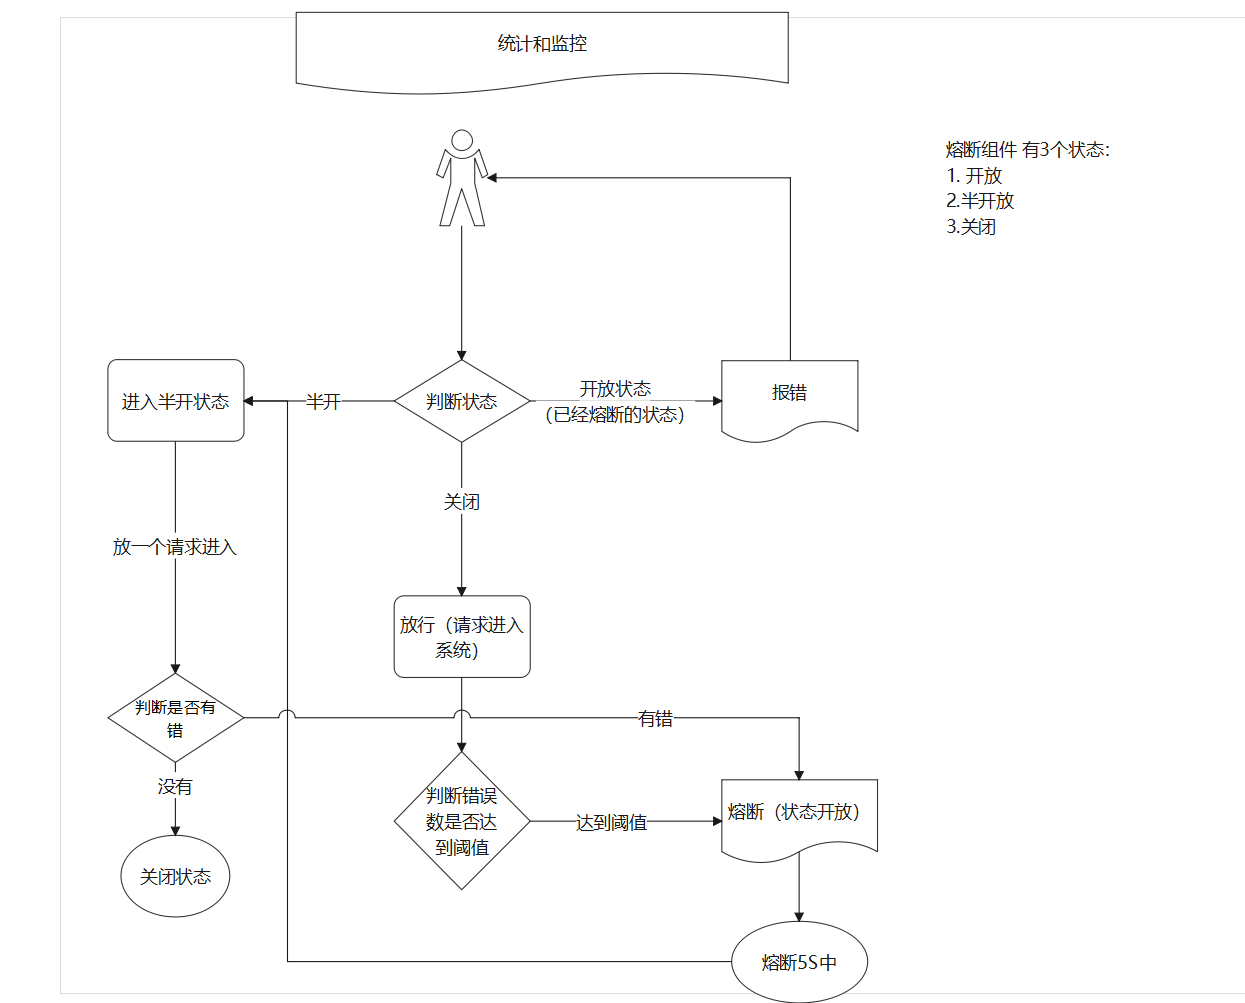 统计和监控
熔断组件 有3个状态：
1. 开放
2.半开放
3.关闭
进入半开状态
半开
判断状态
开放状态
（已经熔断的状态）
报错
关闭
放一个请求进入
放行（请求进入
系统）
判断是否有
错
有错
没有
判断错误
数是否达
到阈值
达到阈值
熔断（状态开放）
关闭状态
熔断5S中